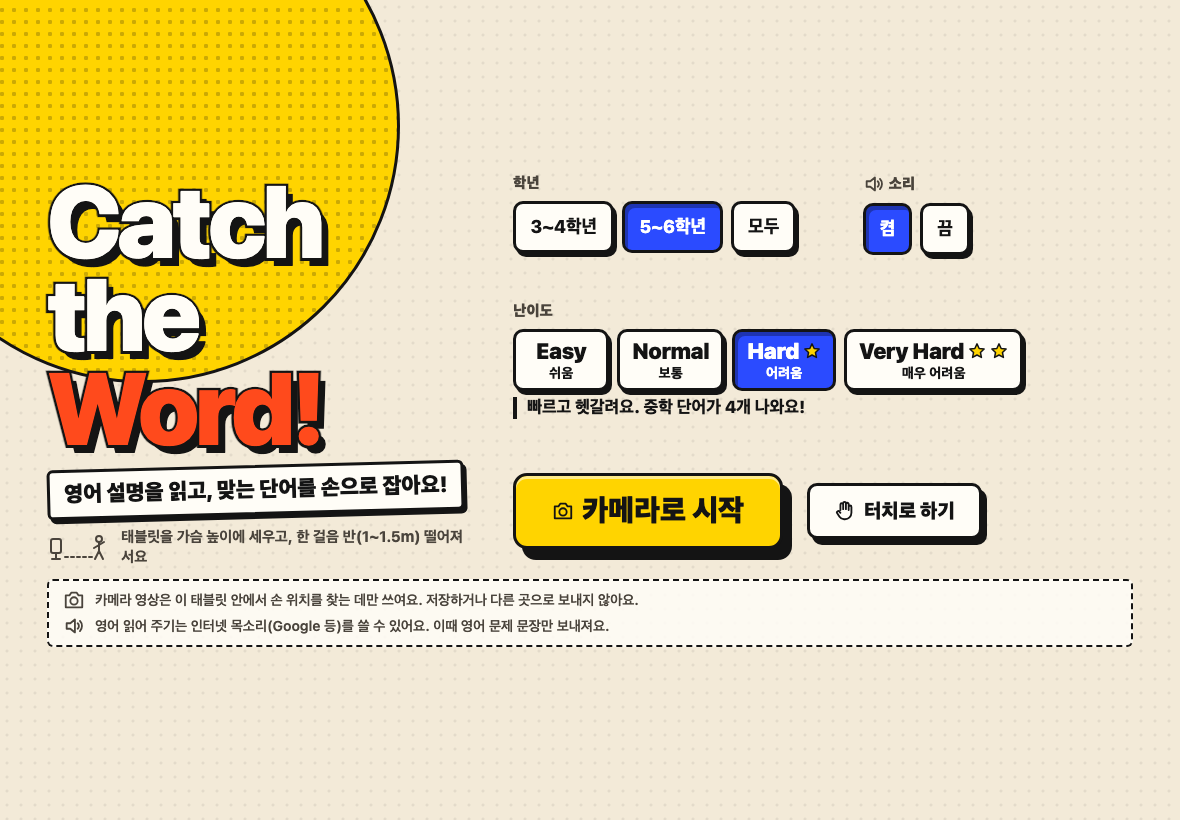 Catch
the
Word!
영어 설명을 읽고, 맞는 단어를 손으로 잡아요!
태블릿을 가슴 높이에 세우고, 한 걸음 반(1~1.5m) 떨어져
서요
학년
3~4학년 5~6학년 모두
소리
켬 끔
난이도
Easy Normal Hard Very Hard
쉬움 보통 어려움 매우 어려움
빠르고 헷갈려요. 중학 단어가 4개 나와요!
카메라로 시작 터치로 하기
카메라 영상은 이 태블릿 안에서 손 위치를 찾는 데만 쓰여요. 저장하거나 다른 곳으로 보내지 않아요.
영어 읽어 주기는 인터넷 목소리(Google 등)를 쓸 수 있어요. 이때 영어 문제 문장만 보내져요.